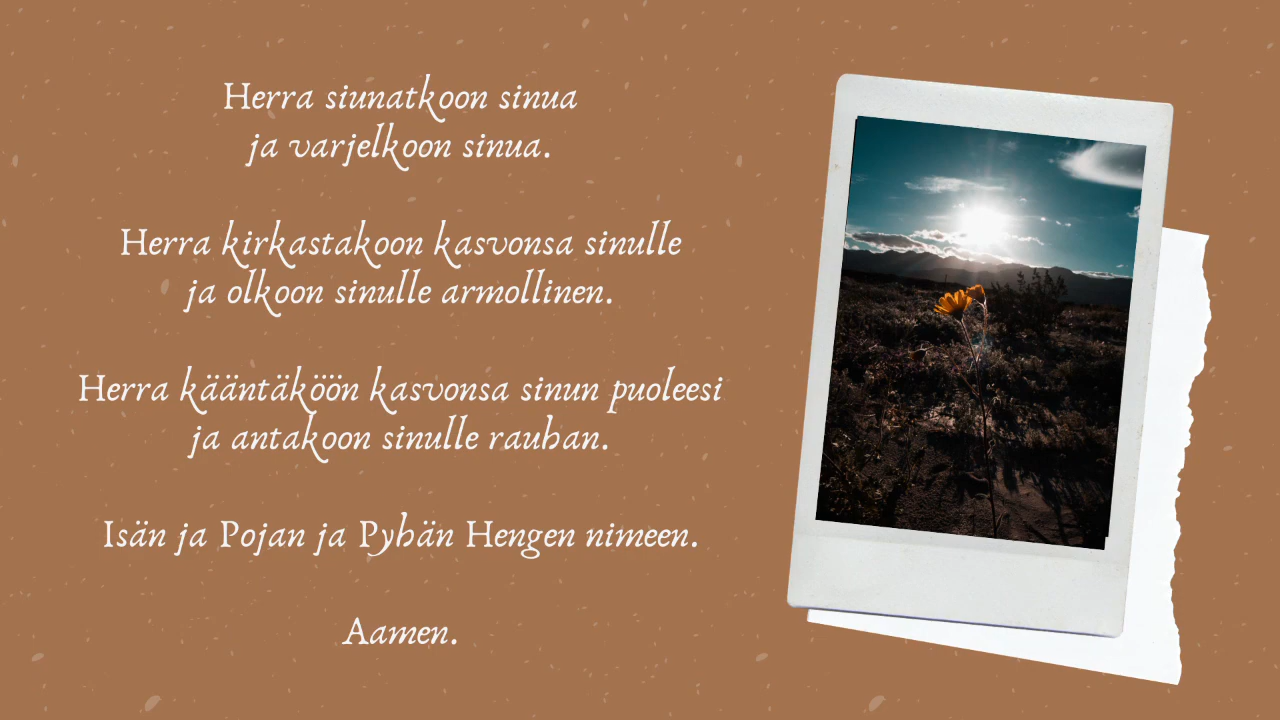 Herra siunatkoon sinua
ja varjelkoon sinua.
Herra kirkastakoon kasvonsa sinulle
ja olkoon sinulle armollinen.
Herra kääntäköön kasvonsa sinun puoleesi
ja antakoon sinulle rauhan.
Isän ja Pojan ja Pyhän Hengen nimeen.
Aamen.